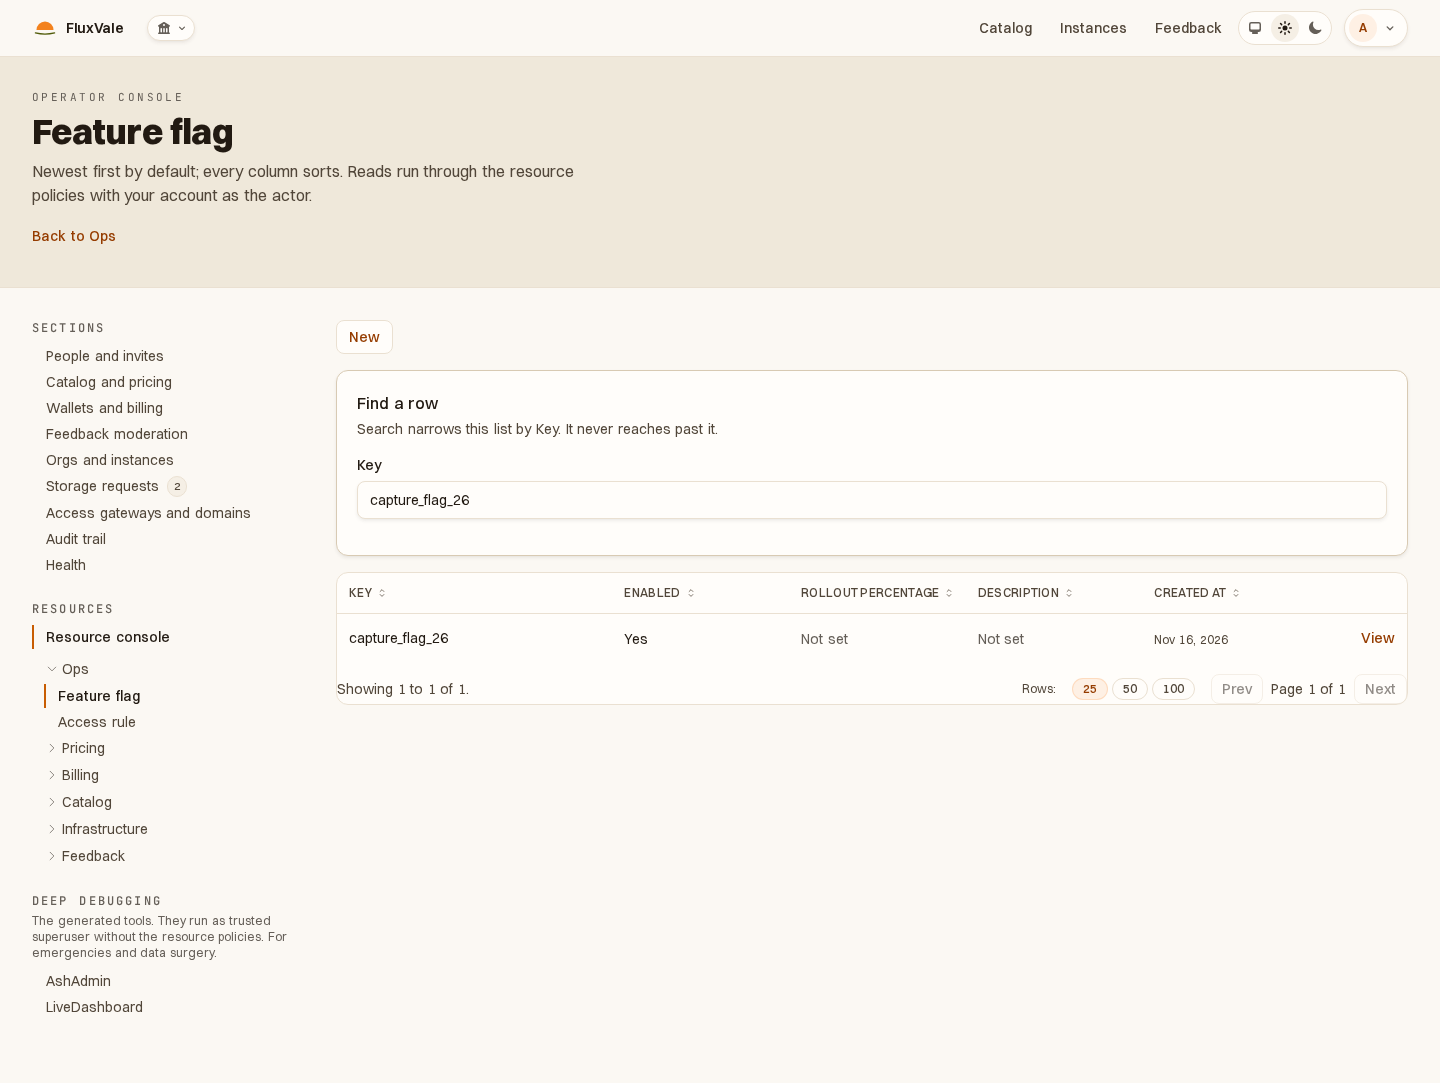 FluxVale
Catalog
Instances
Feedback
A
OPERATOR CONSOLE
Feature flag
Newest first by default; every column sorts. Reads run through the resource
policies with your account as the actor.
Back to Ops
SECTIONS
People and invites
Catalog and pricing
Wallets and billing
Feedback moderation
Orgs and instances
Storage requests 2
Access gateways and domains
Audit trail
Health
RESOURCES
Resource console
Ops
Feature flag
Access rule
Pricing
Billing
Catalog
Infrastructure
Feedback
DEEP DEBUGGING
The generated tools. They run as trusted
superuser without the resource policies. For
emergencies and data surgery.
AshAdmin
LiveDashboard
New
Find a row
Search narrows this list by Key. It never reaches past it.
Key
capture_flag_26
KEY ENABLED ROLLOUT PERCENTAGE DESCRIPTION CREATED AT
capture_flag_26 Yes Not set Not set Nov 16, 2026 View
Showing 1 to 1 of 1. Rows: 25 50 100 Prev Page 1 of 1 Next